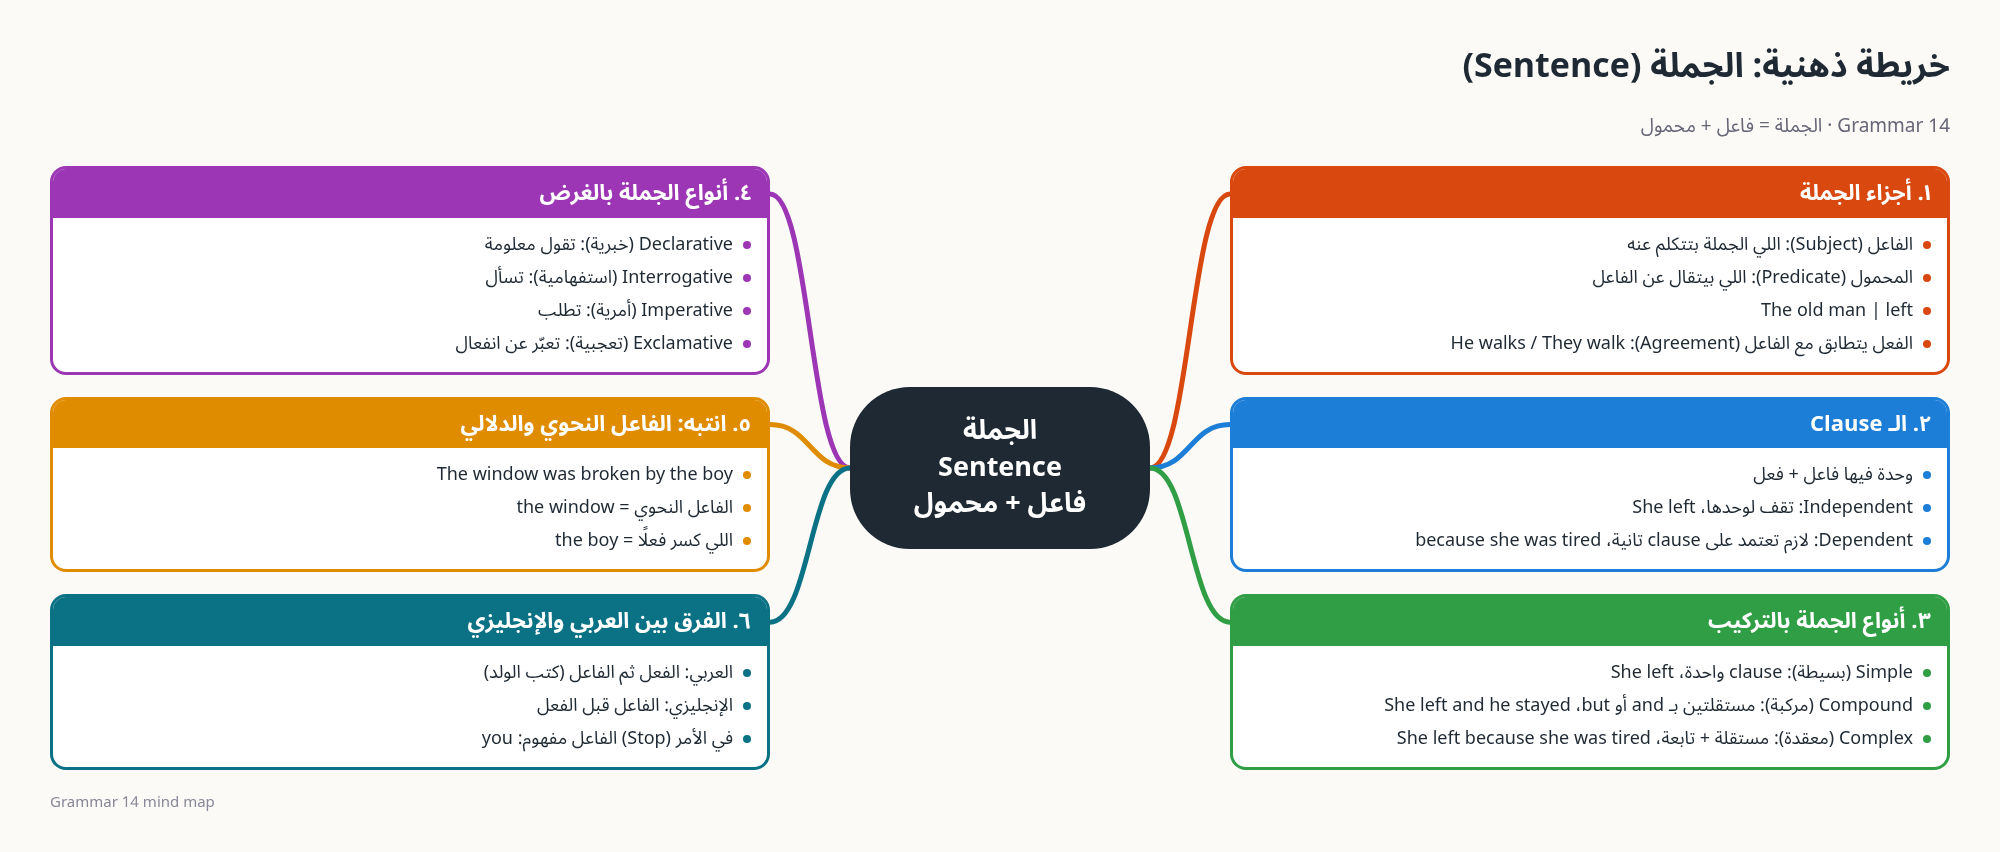 خريطة ذهنية: الجملة (Sentence)
Grammar 14 · الجملة = فاعل + محمول
١. أجزاء الجملة
الفاعل (Subject): اللي الجملة بتتكلم عنه
المحمول (Predicate): اللي بيتقال عن الفاعل
The old man | left
الفعل يتطابق مع الفاعل (Agreement): He walks / They walk
٢. الـ Clause
وحدة فيها فاعل + فعل
Independent: تقف لوحدها، She left
Dependent: لازم تعتمد على clause تانية، because she was tired
٣. أنواع الجملة بالتركيب
Simple (بسيطة): clause واحدة، She left
Compound (مركبة): مستقلتين بـ and أو but، She left and he stayed
Complex (معقدة): مستقلة + تابعة، She left because she was tired
الجملة
Sentence
فاعل + محمول
٤. أنواع الجملة بالغرض
Declarative (خبرية): تقول معلومة
Interrogative (استفهامية): تسأل
Imperative (أمرية): تطلب
Exclamative (تعجبية): تعبّر عن انفعال
٥. انتبه: الفاعل النحوي والدلالي
The window was broken by the boy
الفاعل النحوي = the window
اللي كسر فعلًا = the boy
٦. الفرق بين العربي والإنجليزي
العربي: الفعل ثم الفاعل (كتب الولد)
الإنجليزي: الفاعل قبل الفعل
في الأمر (Stop) الفاعل مفهوم: you
Grammar 14 mind map